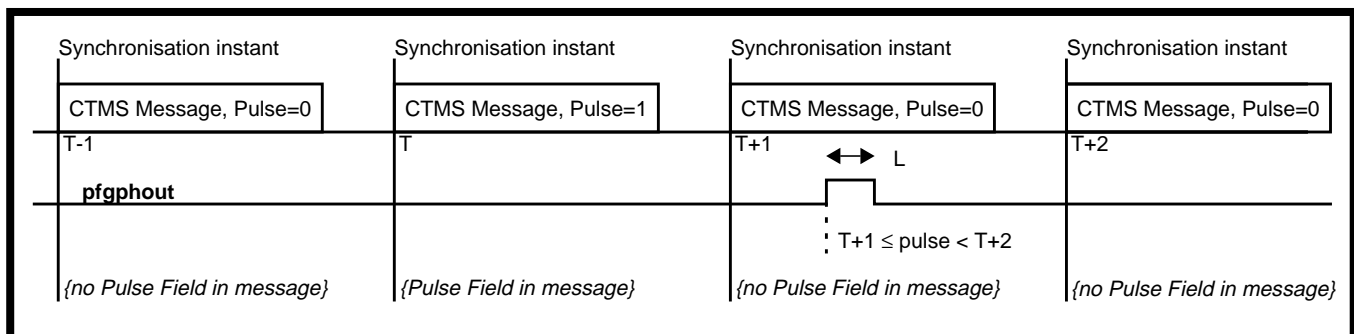 Synchronisation instant Synchronisation instant Synchronisation instant Synchronisation instant
CTMS Message, Pulse=0 CTMS Message, Pulse=1 CTMS Message, Pulse=0 CTMS Message, Pulse=0
T-1 T T+1 T+2
L
pfgphout
T+1 ≤ pulse < T+2
{no Pulse Field in message} {Pulse Field in message} {no Pulse Field in message} {no Pulse Field in message}